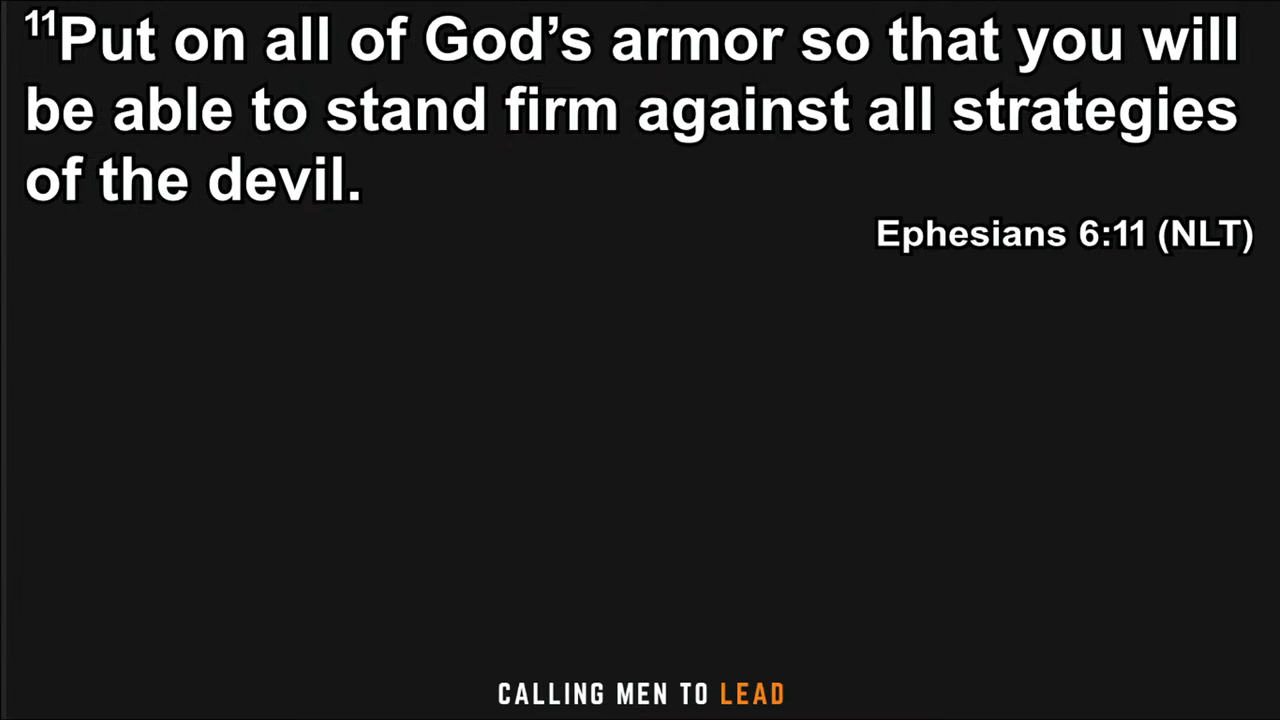 ¹¹Put on all of God’s armor so that you will
be able to stand firm against all strategies
of the devil.
Ephesians 6:11 (NLT)
CALLING MEN TO LEAD